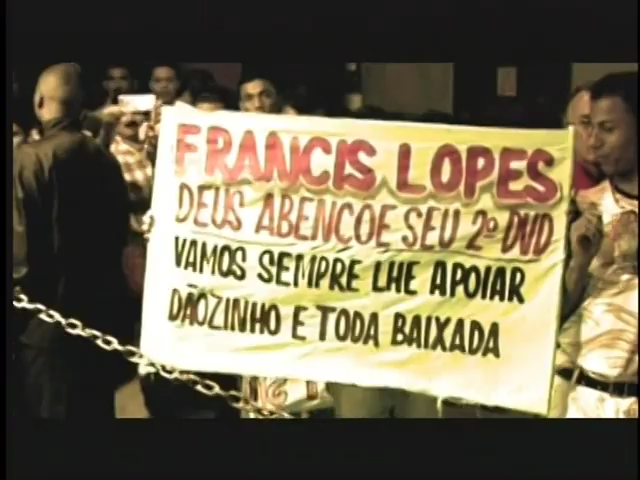 FRANCIS LOPES
DEUS ABENÇOE SEU 2º DVD
VAMOS SEMPRE LHE APOIAR
DÃOZINHO E TODA BAIXADA